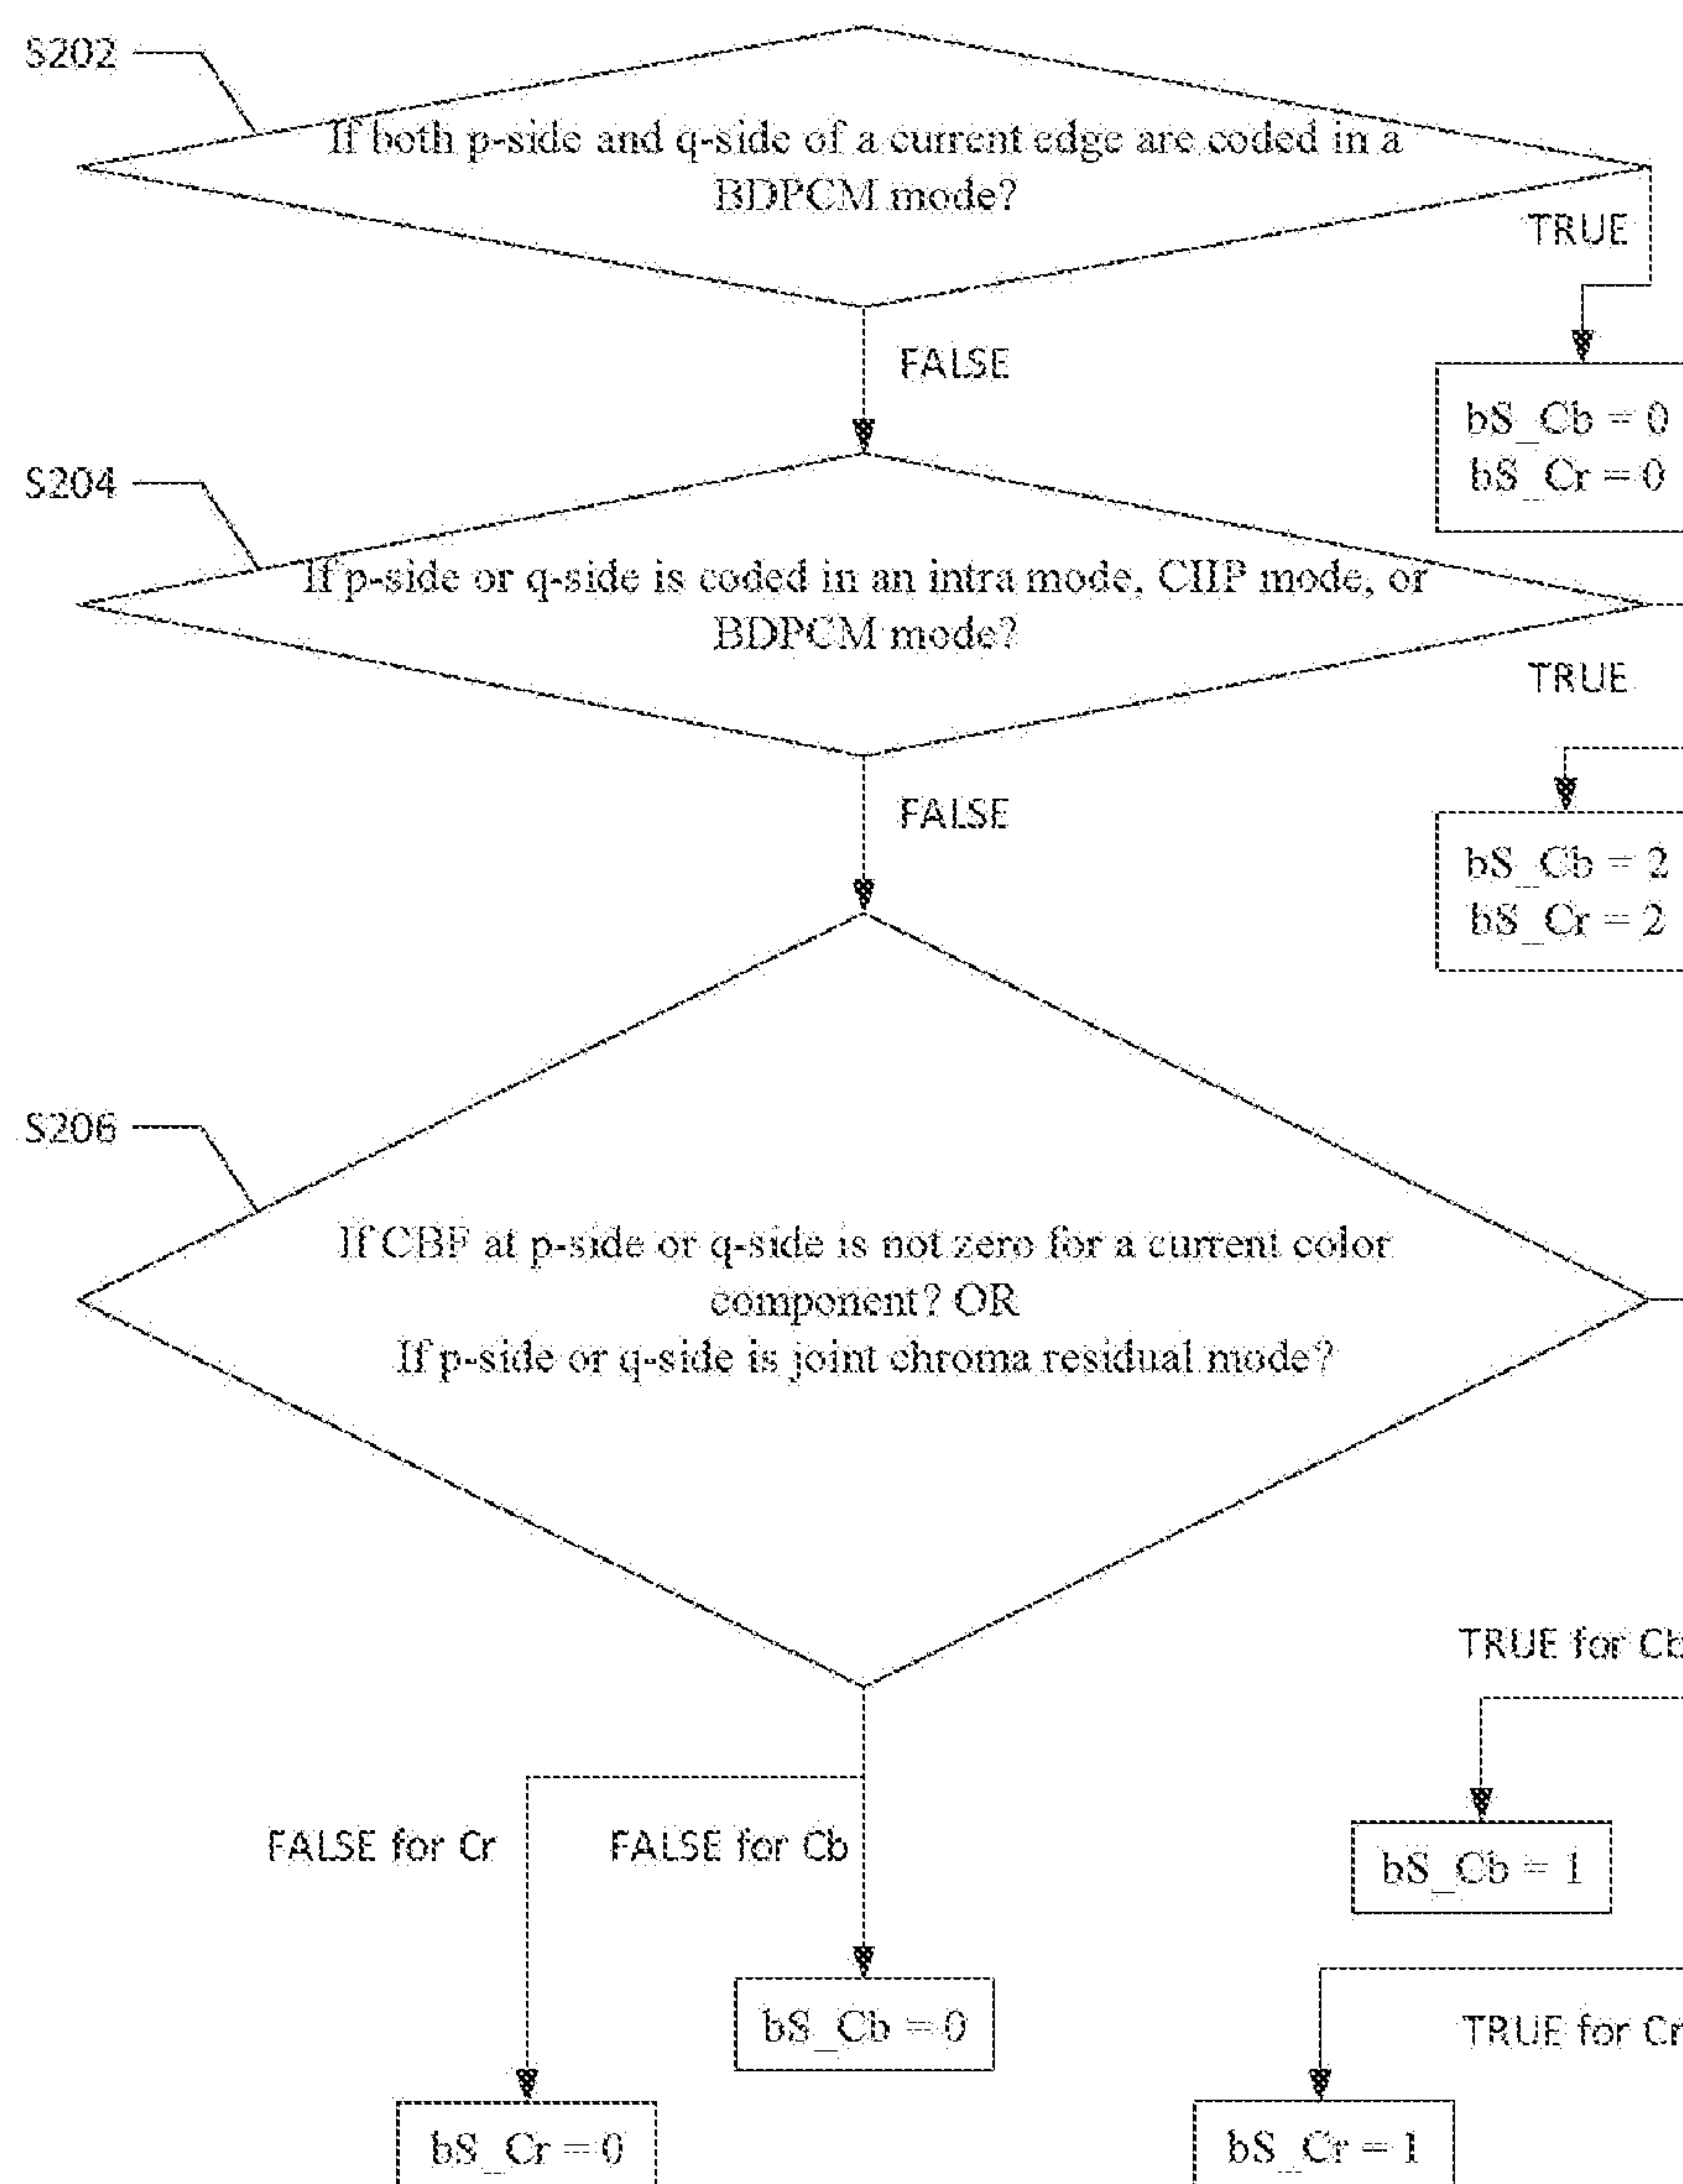 S202
If both p-side and q-side of a current edge are coded in a
BDPCM mode?
TRUE
FALSE
bS_Cb = 0
bS_Cr = 0
S204
If p-side or q-side is coded in an intra mode, CIIP mode, or
BDPCM mode?
TRUE
FALSE
bS_Cb = 2
bS_Cr = 2
S206
If CBF at p-side or q-side is not zero for a current color
component? OR
If p-side or q-side is joint chroma residual mode?
TRUE for Cb
FALSE for Cr
FALSE for Cb
bS_Cb = 1
bS_Cb = 0
TRUE for Cr
bS_Cr = 0
bS_Cr = 1